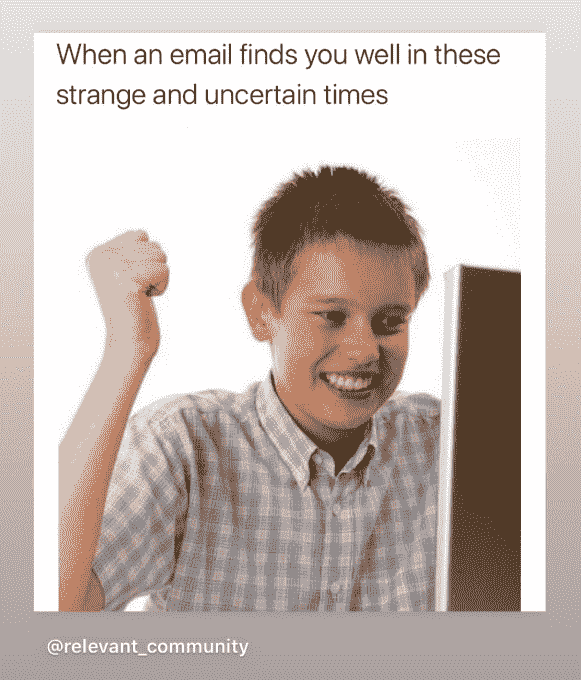 When an email finds you well in these
strange and uncertain times
@relevant_community